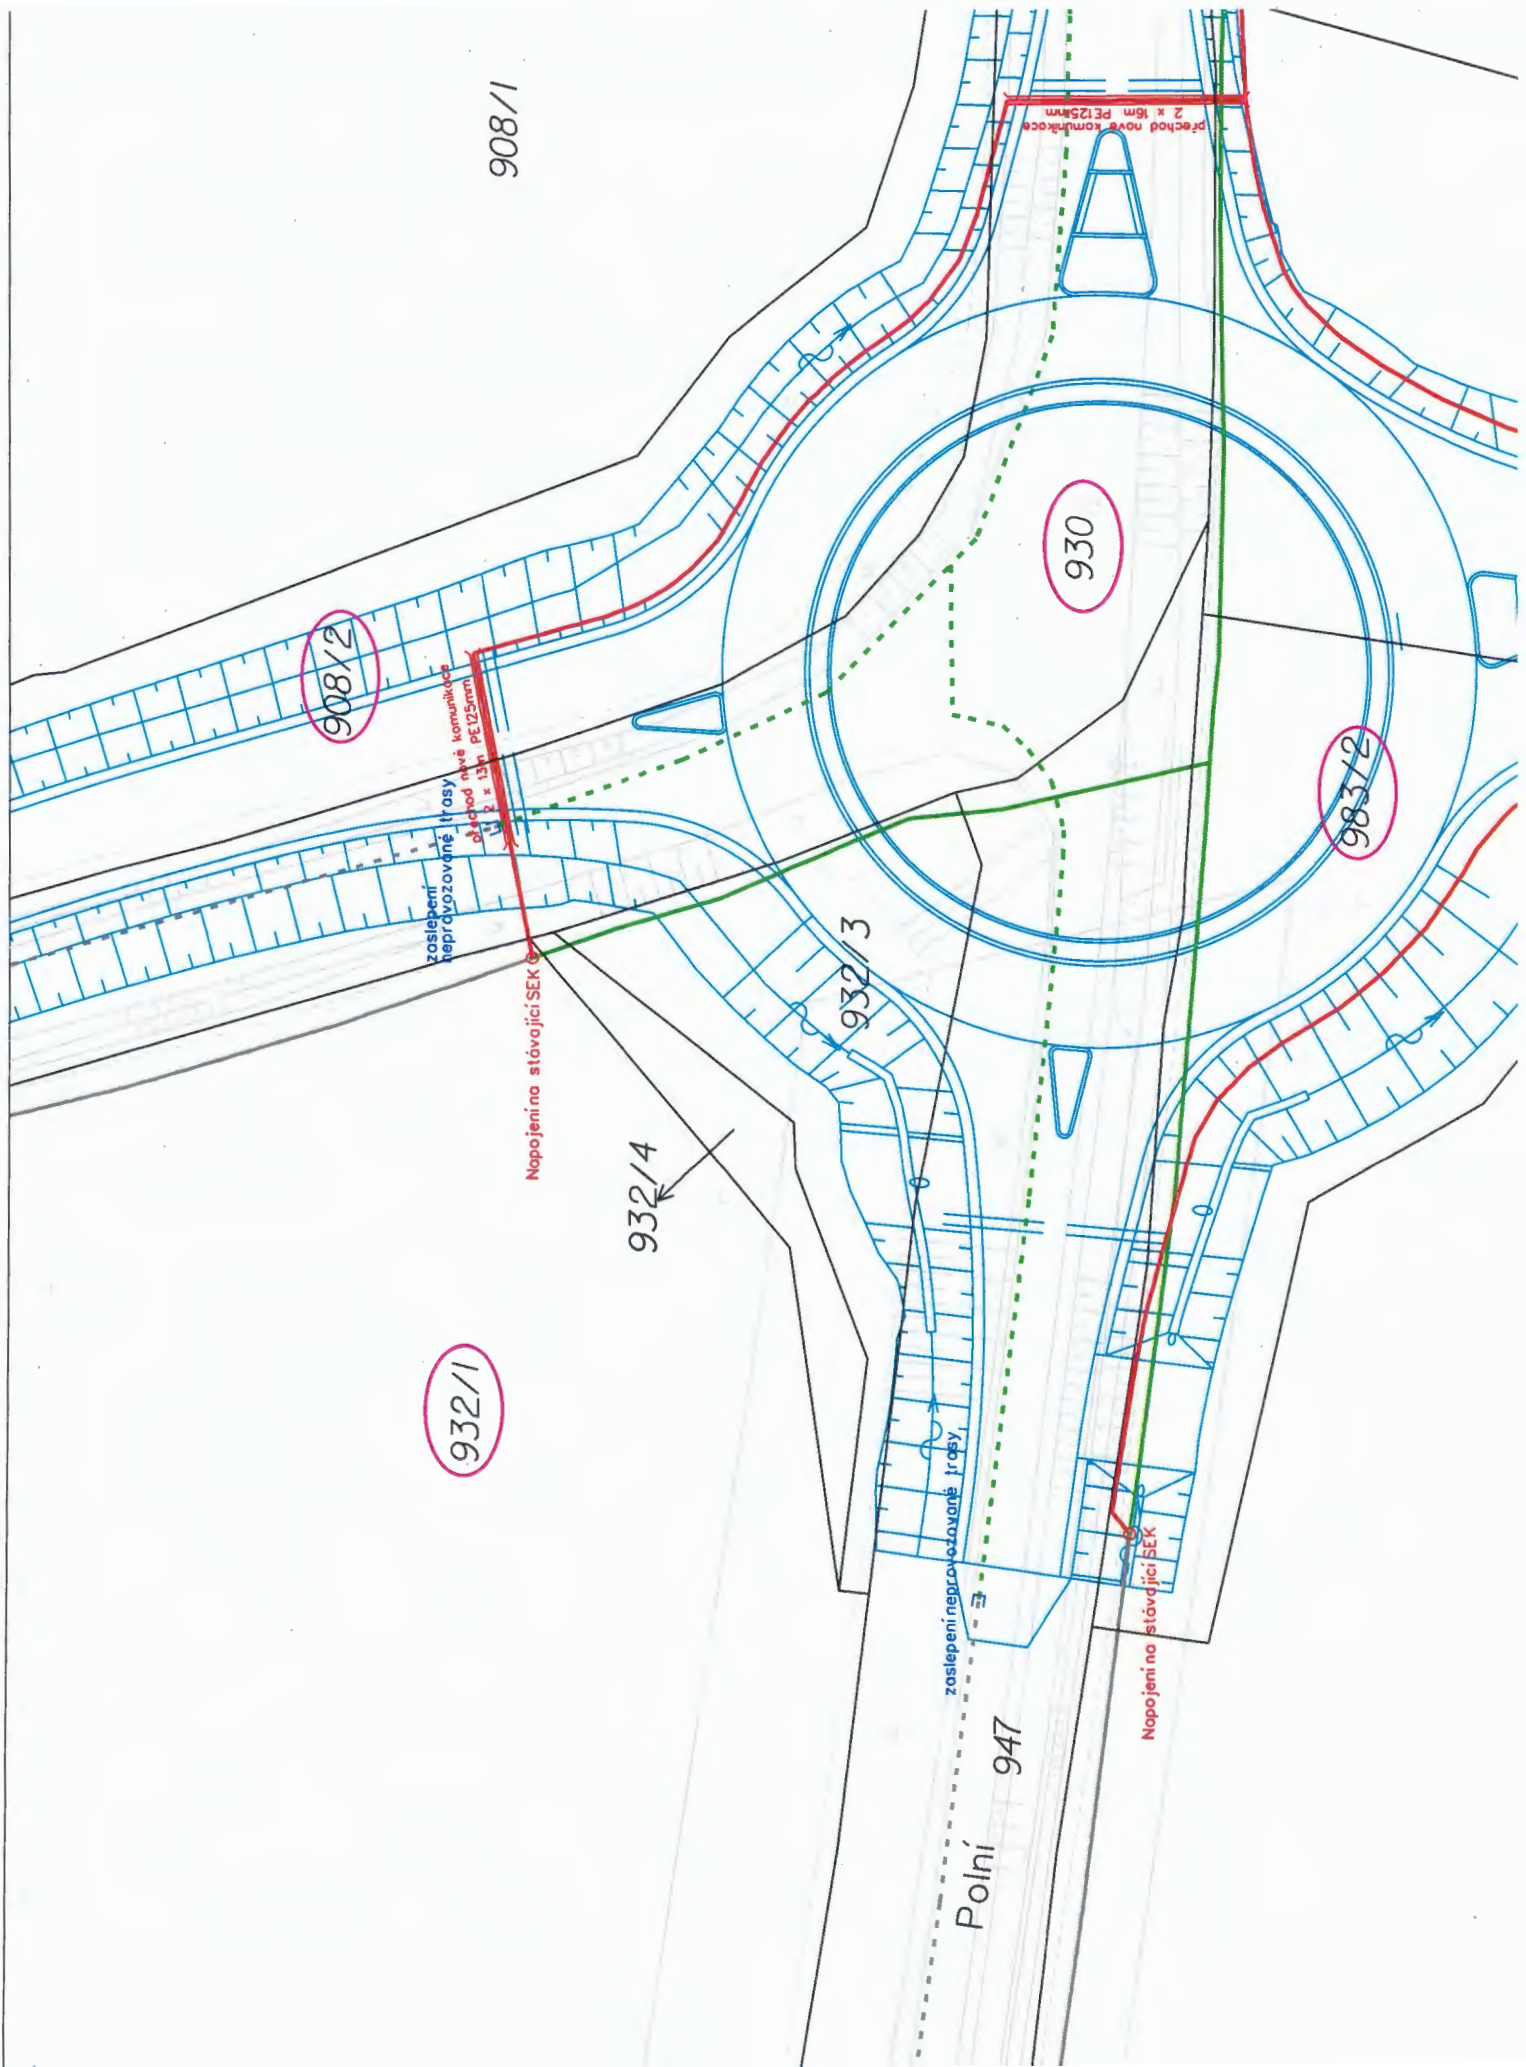 908/1
přechod nové komunikace
2 x 16m PE125mm
930
908/2
přechod nové komunikace
2 x 13m PE125mm
zaslepení
neprovozované trasy
983/2
932/3
Napojení na stávající SEK
932/4
932/1
zaslepení neprovozované trasy
Napojení na stávající SEK
947
Polní